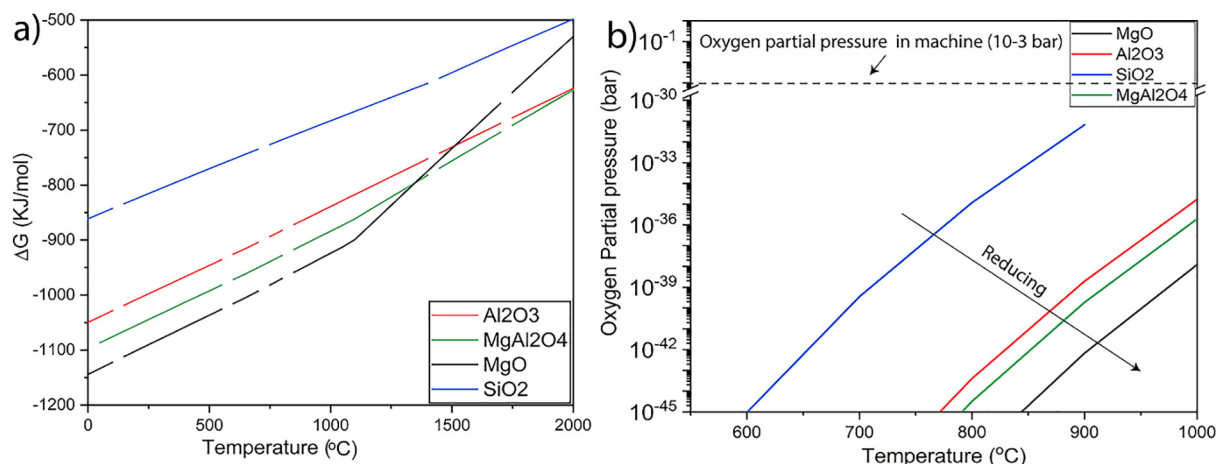 a)
-500
-600
-700
-800
-900
-1000
-1100
-1200
ΔG (KJ/mol)
Al2O3
MgAl2O4
MgO
SiO2
0 500 1000 1500 2000
Temperature (ºC)
b)
Oxygen partial pressure in machine (10-3 bar)
MgO
Al2O3
SiO2
MgAl2O4
10-1
10-30
10-33
10-36
10-39
10-42
10-45
Oxygen Partial pressure (bar)
Reducing
600 700 800 900 1000
Temperature (ºC)